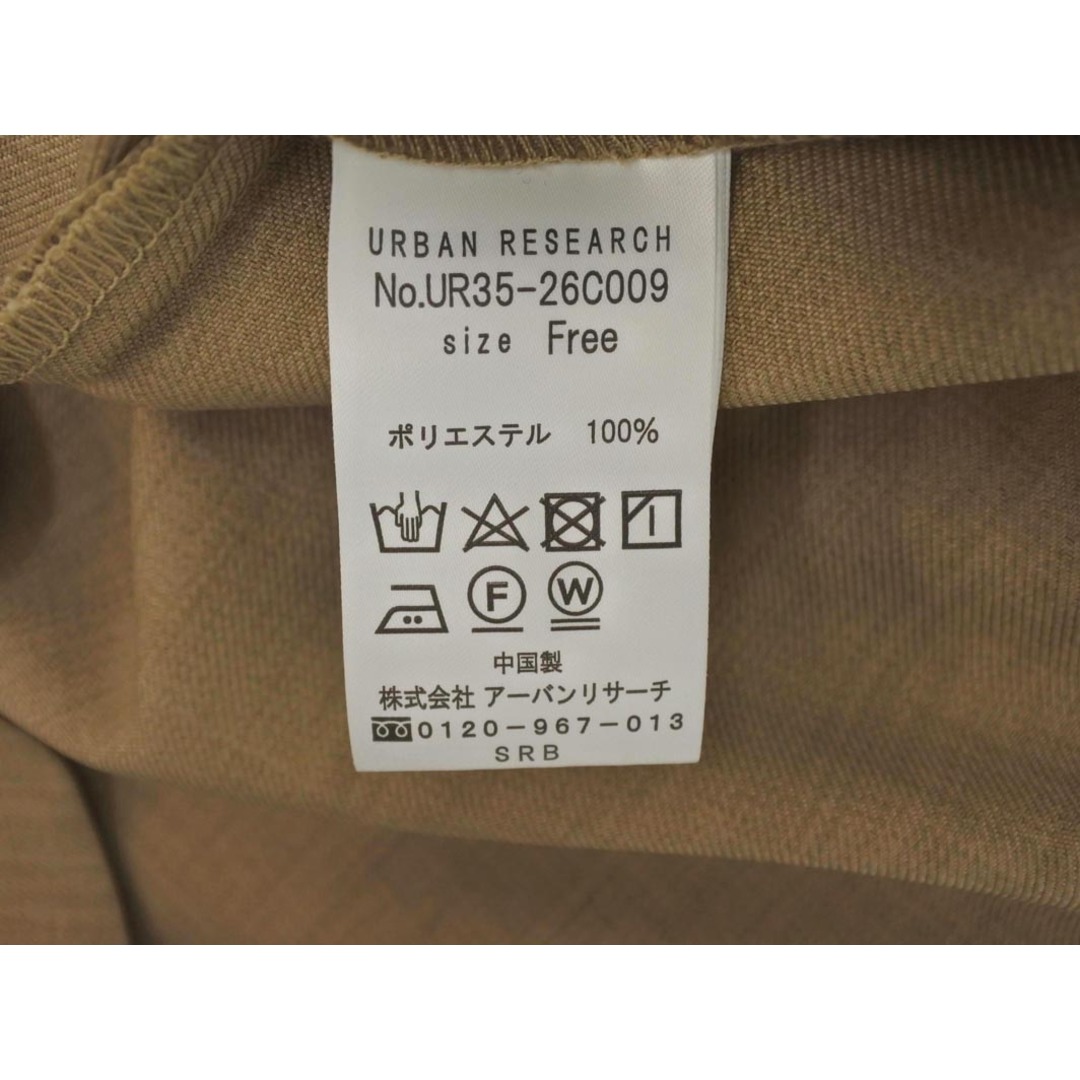 URBAN RESEARCH
No.UR35-26C009
size Free
ポリエステル 100%
F W
中国製
株式会社 アーバンリサーチ
0120-967-013
SRB